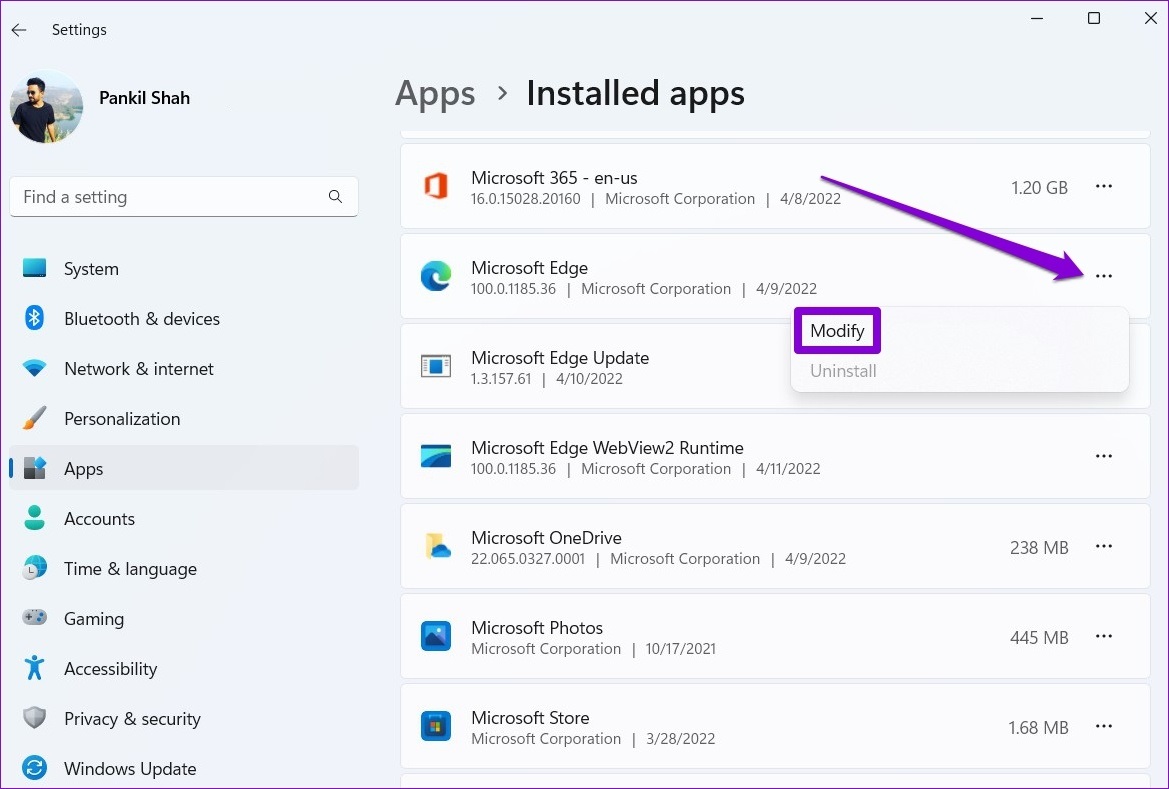 Settings
Pankil Shah
Find a setting
System
Bluetooth & devices
Network & internet
Personalization
Apps
Accounts
Time & language
Gaming
Accessibility
Privacy & security
Windows Update
Apps > Installed apps
Microsoft 365 - en-us
16.0.15028.20160 | Microsoft Corporation | 4/8/2022
1.20 GB
Microsoft Edge
100.0.1185.36 | Microsoft Corporation | 4/9/2022
Modify
Uninstall
Microsoft Edge Update
1.3.157.61 | 4/10/2022
Microsoft Edge WebView2 Runtime
100.0.1185.36 | Microsoft Corporation | 4/11/2022
Microsoft OneDrive
22.065.0327.0001 | Microsoft Corporation | 4/9/2022
238 MB
Microsoft Photos
Microsoft Corporation | 10/17/2021
445 MB
Microsoft Store
Microsoft Corporation | 3/28/2022
1.68 MB